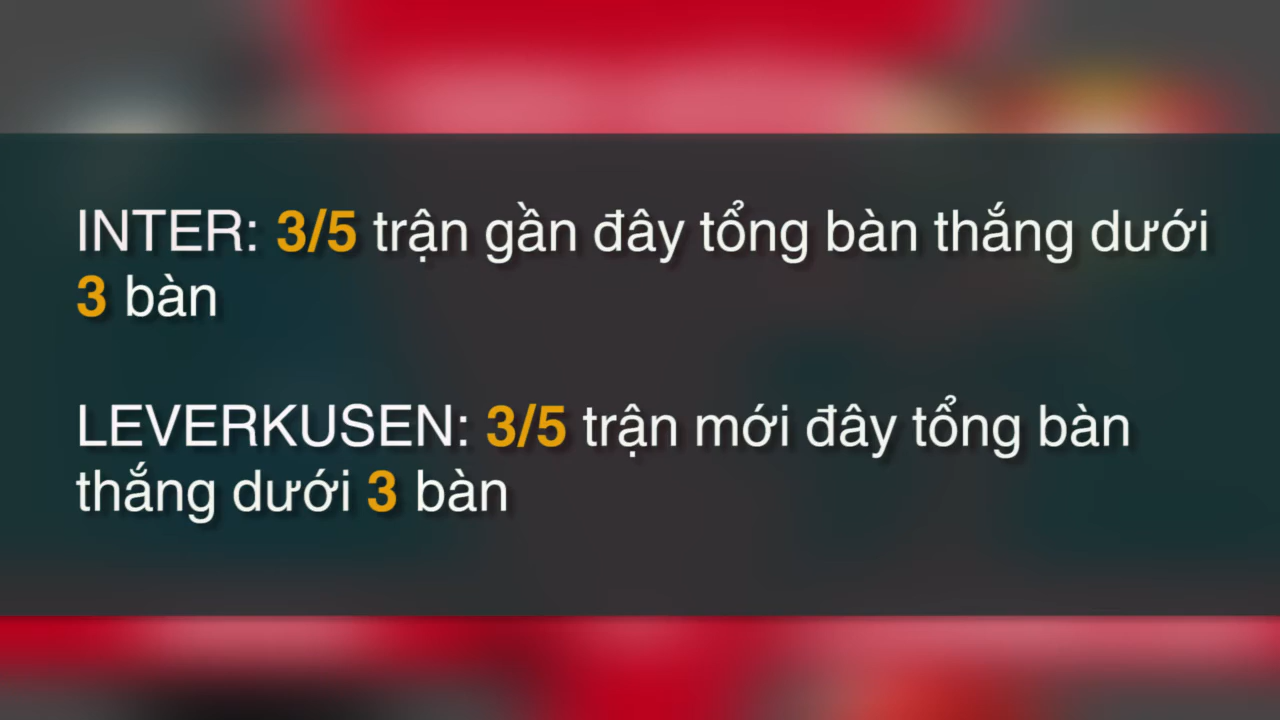 INTER: 3/5 trận gần đây tổng bàn thắng dưới
3 bàn
LEVERKUSEN: 3/5 trận mới đây tổng bàn
thắng dưới 3 bàn